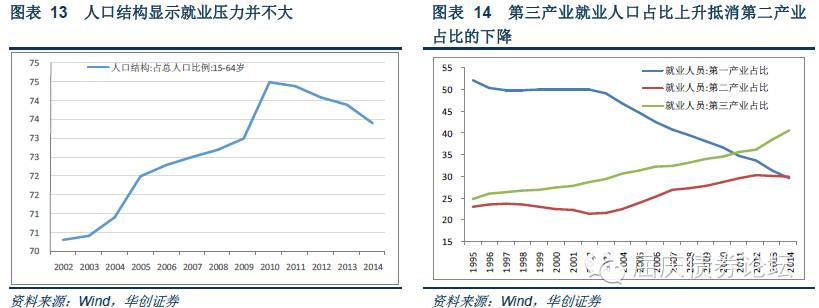 图表 13 人口结构显示就业压力并不大
75
75
74
74
73
73
72
72
71
71
70
人口结构:占总人口比例:15-64岁
2002 2003 2004 2005 2006 2007 2008 2009 2010 2011 2012 2013 2014
资料来源：Wind，华创证券
图表 14 第三产业就业人口占比上升抵消第二产业
占比的下降
55
50
45
40
35
30
25
20
15
就业人员:第一产业占比
就业人员:第二产业占比
就业人员:第三产业占比
1995 1996 1997 1998 1999 2000 2001 2002 2003 2004 2005 2006 2007 2008 2009 2010 2011 2012 2013 2014
屈庆债券论坛
资料来源：Wind，华创证券